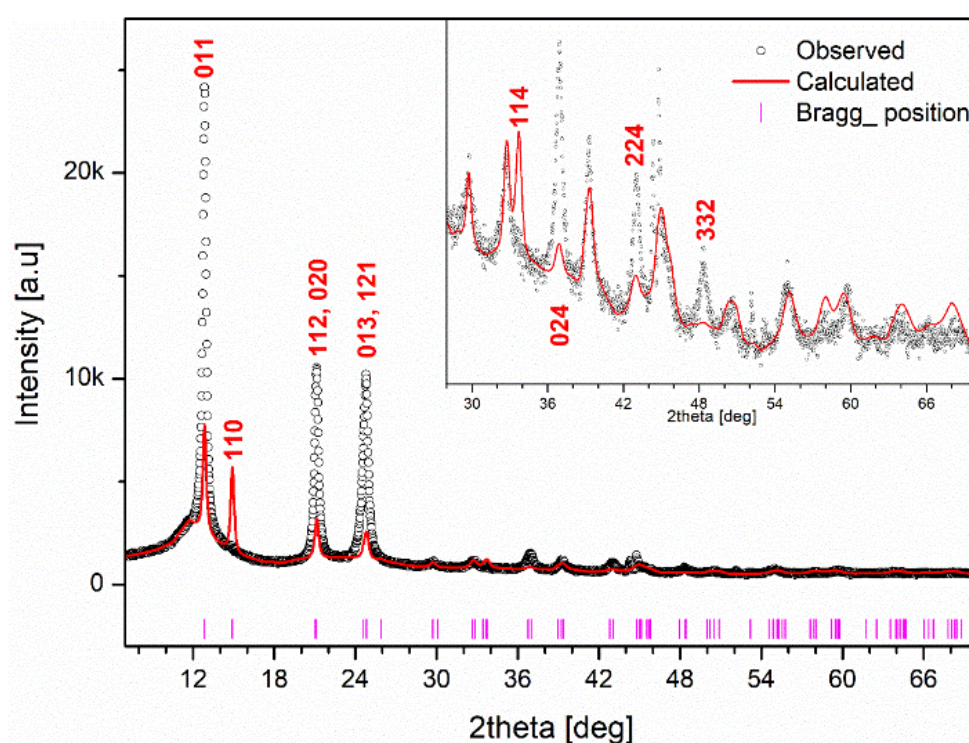 Observed
Calculated
Bragg_ position
011
110
112, 020
013, 121
114
024
224
332
30 36 42 48 54 60 66
2theta [deg]
20k
10k
0
Intensity [a.u]
12 18 24 30 36 42 48 54 60 66
2theta [deg]